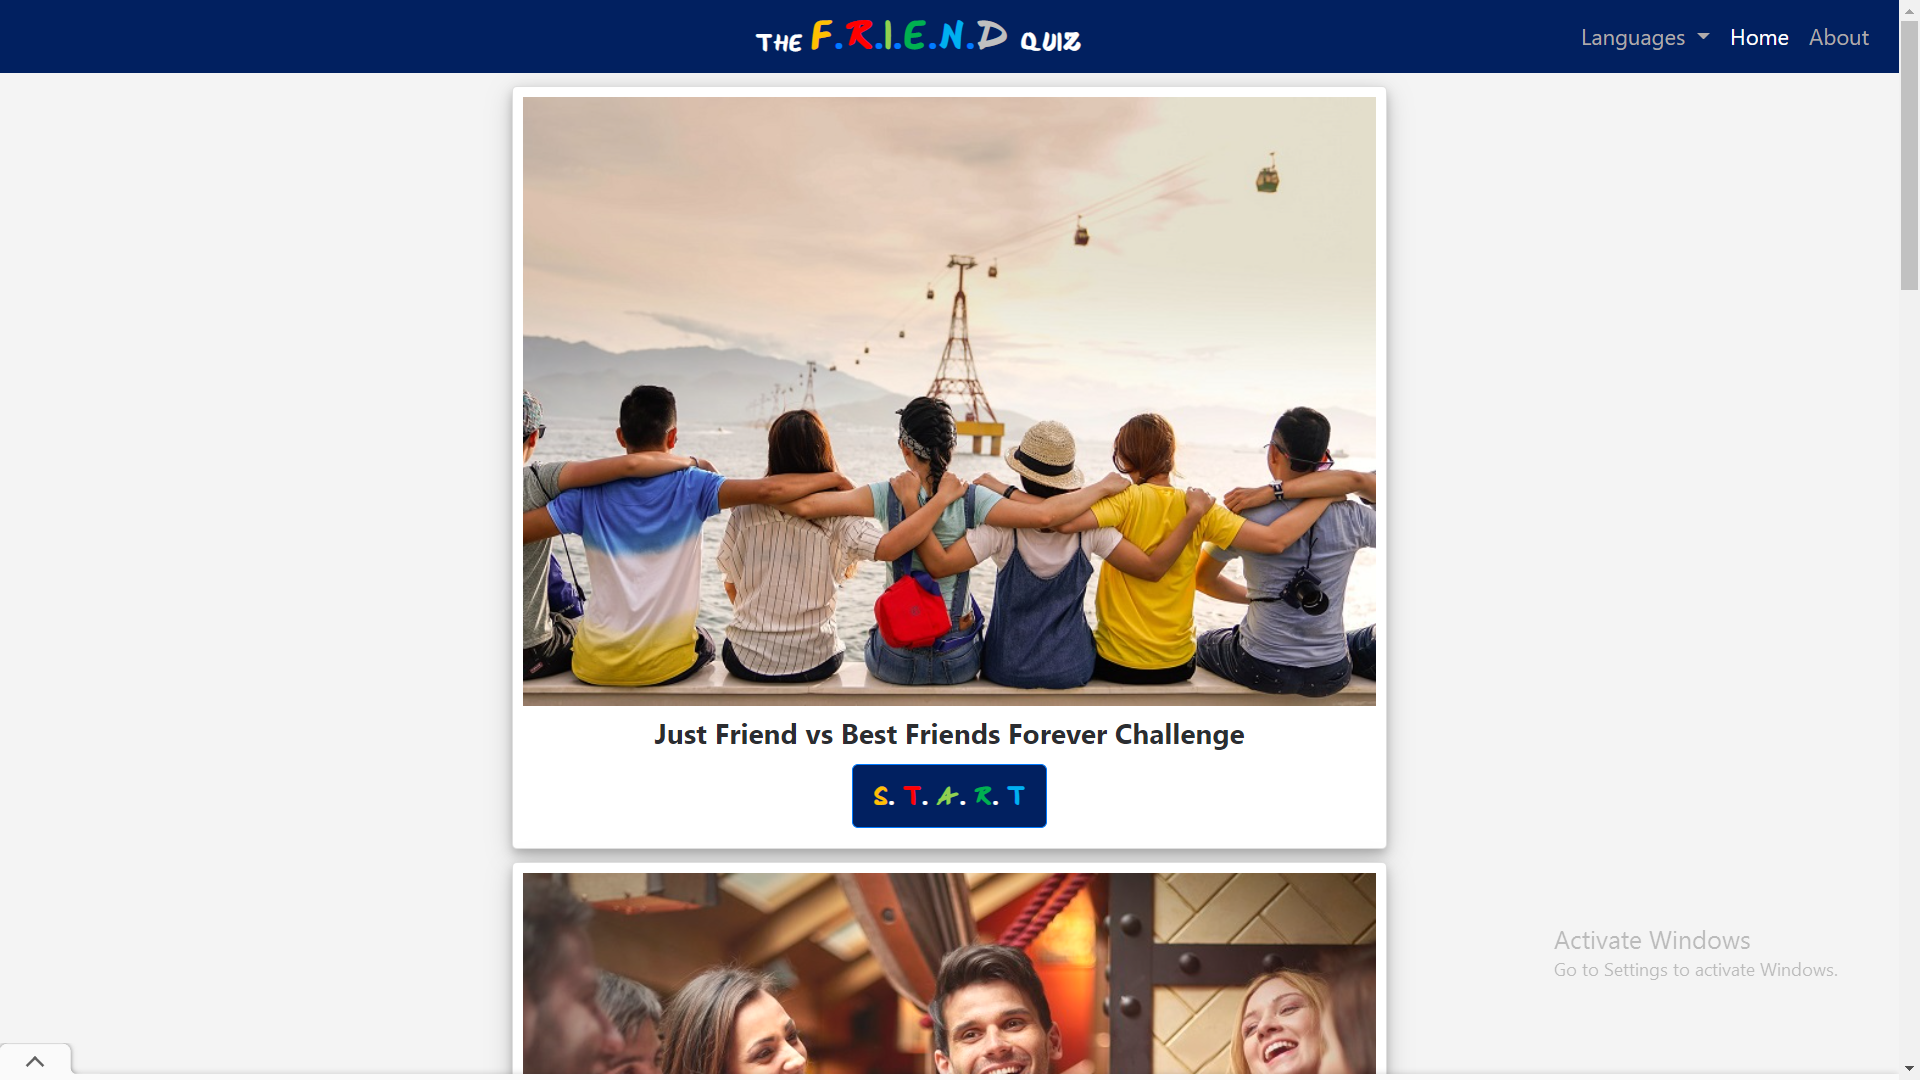 THE F.R.I.E.N.D QUIZ
Languages
Home
About
Just Friend vs Best Friends Forever Challenge
S. T. A. R. T
Activate Windows
Go to Settings to activate Windows.